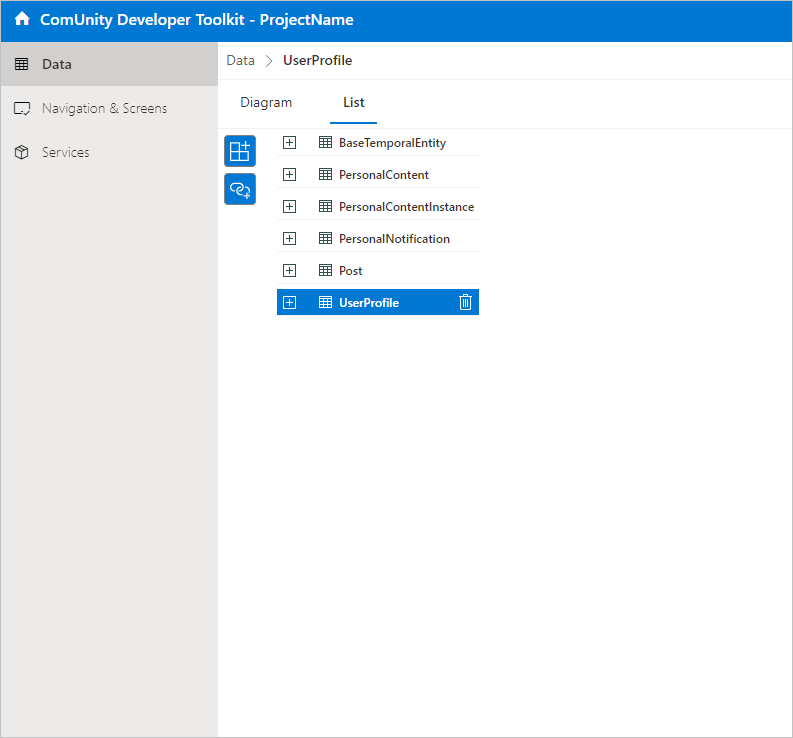 ComUnity Developer Toolkit - ProjectName
Data
Navigation & Screens
Services
Data > UserProfile
Diagram List
BaseTemporalEntity
PersonalContent
PersonalContentInstance
PersonalNotification
Post
UserProfile